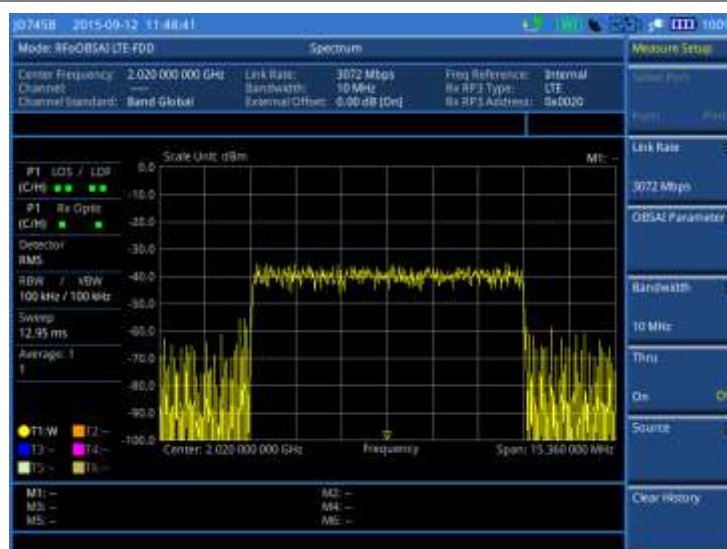 JD745B 2015-09-12 11:48:41
100%
Mode: RFoOBSAI LTE-FDD Spectrum
Measure Setup
Center Frequency: 2.020 000 000 GHz
Channel: ---
Channel Standard: Band Global
Link Rate: 3072 Mbps
Bandwidth: 10 MHz
External Offset: 0.00 dB [On]
Freq Reference: Internal
Rx RP3 Type: LTE
Rx RP3 Address: 0x0020
Select Port
Port1
Link Rate
3072 Mbps
OBSAI Parameter
Bandwidth
10 MHz
Thru
On
Source
Clear History
Scale Unit: dBm
M1: --
P1 LOS / LOF
(C/H)
P1 Rx Optic
(C/H)
Detector
RMS
RBW / VBW
100 kHz / 100 kHz
Sweep
12.95 ms
Average: 1
1
T1:W T2:--
T3:-- T4:--
T5:-- T6:--
0.0
-10.0
-20.0
-30.0
-40.0
-50.0
-60.0
-70.0
-80.0
-90.0
-100.0
Center: 2.020 000 000 GHz Frequency Span: 15.360 000 MHz
M1: -- M2: --
M3: -- M4: --
M5: -- M6: --